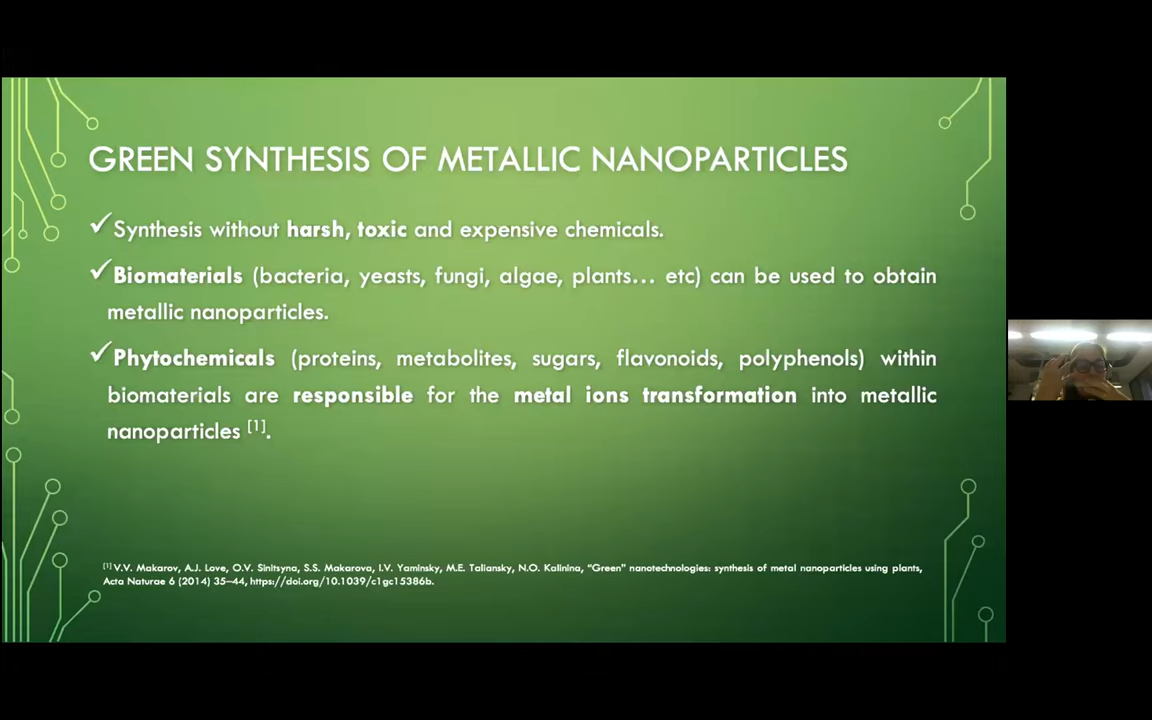 GREEN SYNTHESIS OF METALLIC NANOPARTICLES
✓Synthesis without harsh, toxic and expensive chemicals.
✓Biomaterials (bacteria, yeasts, fungi, algae, plants… etc) can be used to obtain
metallic nanoparticles.
✓Phytochemicals (proteins, metabolites, sugars, flavonoids, polyphenols) within
biomaterials are responsible for the metal ions transformation into metallic
nanoparticles [1].
[1] V.V. Makarov, A.J. Love, O.V. Sinitsyna, S.S. Makarova, I.V. Yaminsky, M.E. Taliansky, N.O. Kalinina, “Green” nanotechnologies: synthesis of metal nanoparticles using plants,
Acta Naturae 6 (2014) 35–44, https://doi.org/10.1039/c1gc15386b.